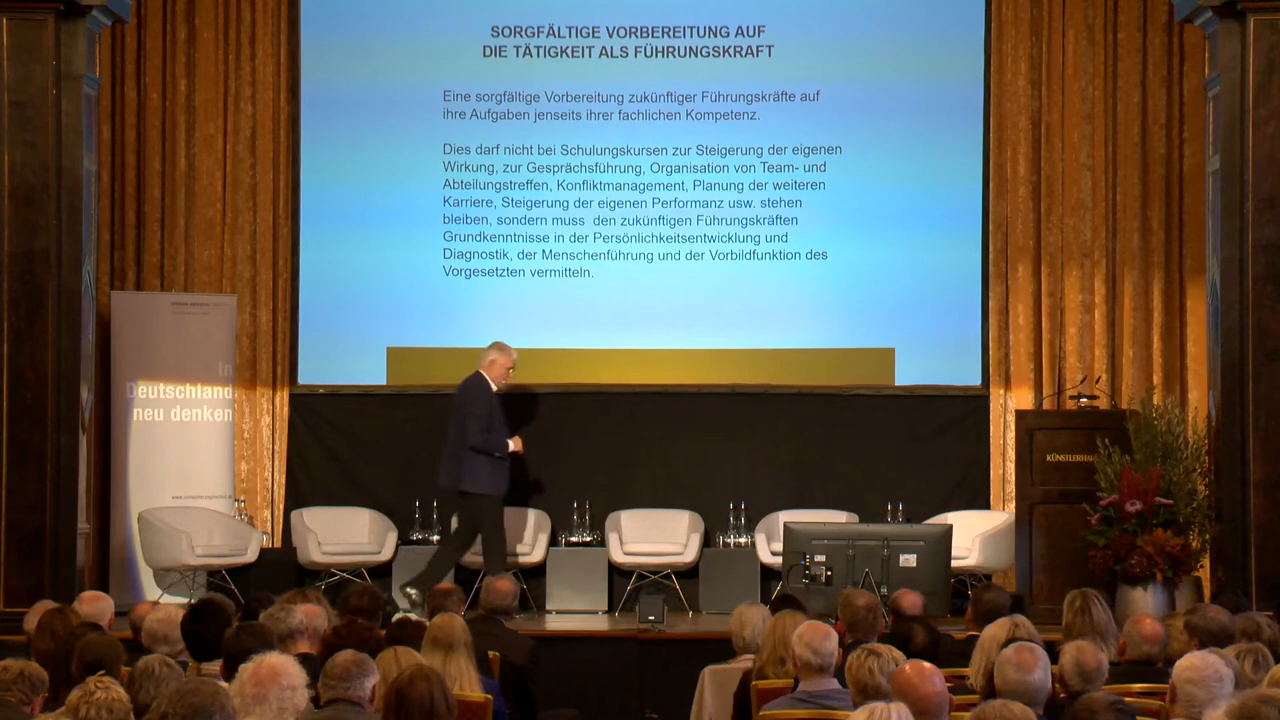 SORGFÄLTIGE VORBEREITUNG AUF
DIE TÄTIGKEIT ALS FÜHRUNGSKRAFT
Eine sorgfältige Vorbereitung zukünftiger Führungskräfte auf
ihre Aufgaben jenseits ihrer fachlichen Kompetenz.
Dies darf nicht bei Schulungskursen zur Steigerung der eigenen
Wirkung, zur Gesprächsführung, Organisation von Team- und
Abteilungstreffen, Konfliktmanagement, Planung der weiteren
Karriere, Steigerung der eigenen Performanz usw. stehen
bleiben, sondern muss den zukünftigen Führungskräften
Grundkenntnisse in der Persönlichkeitsentwicklung und
Diagnostik, der Menschenführung und der Vorbildfunktion des
Vorgesetzten vermitteln.
In
Deutschland
neu denken
KÜNSTLERHAU